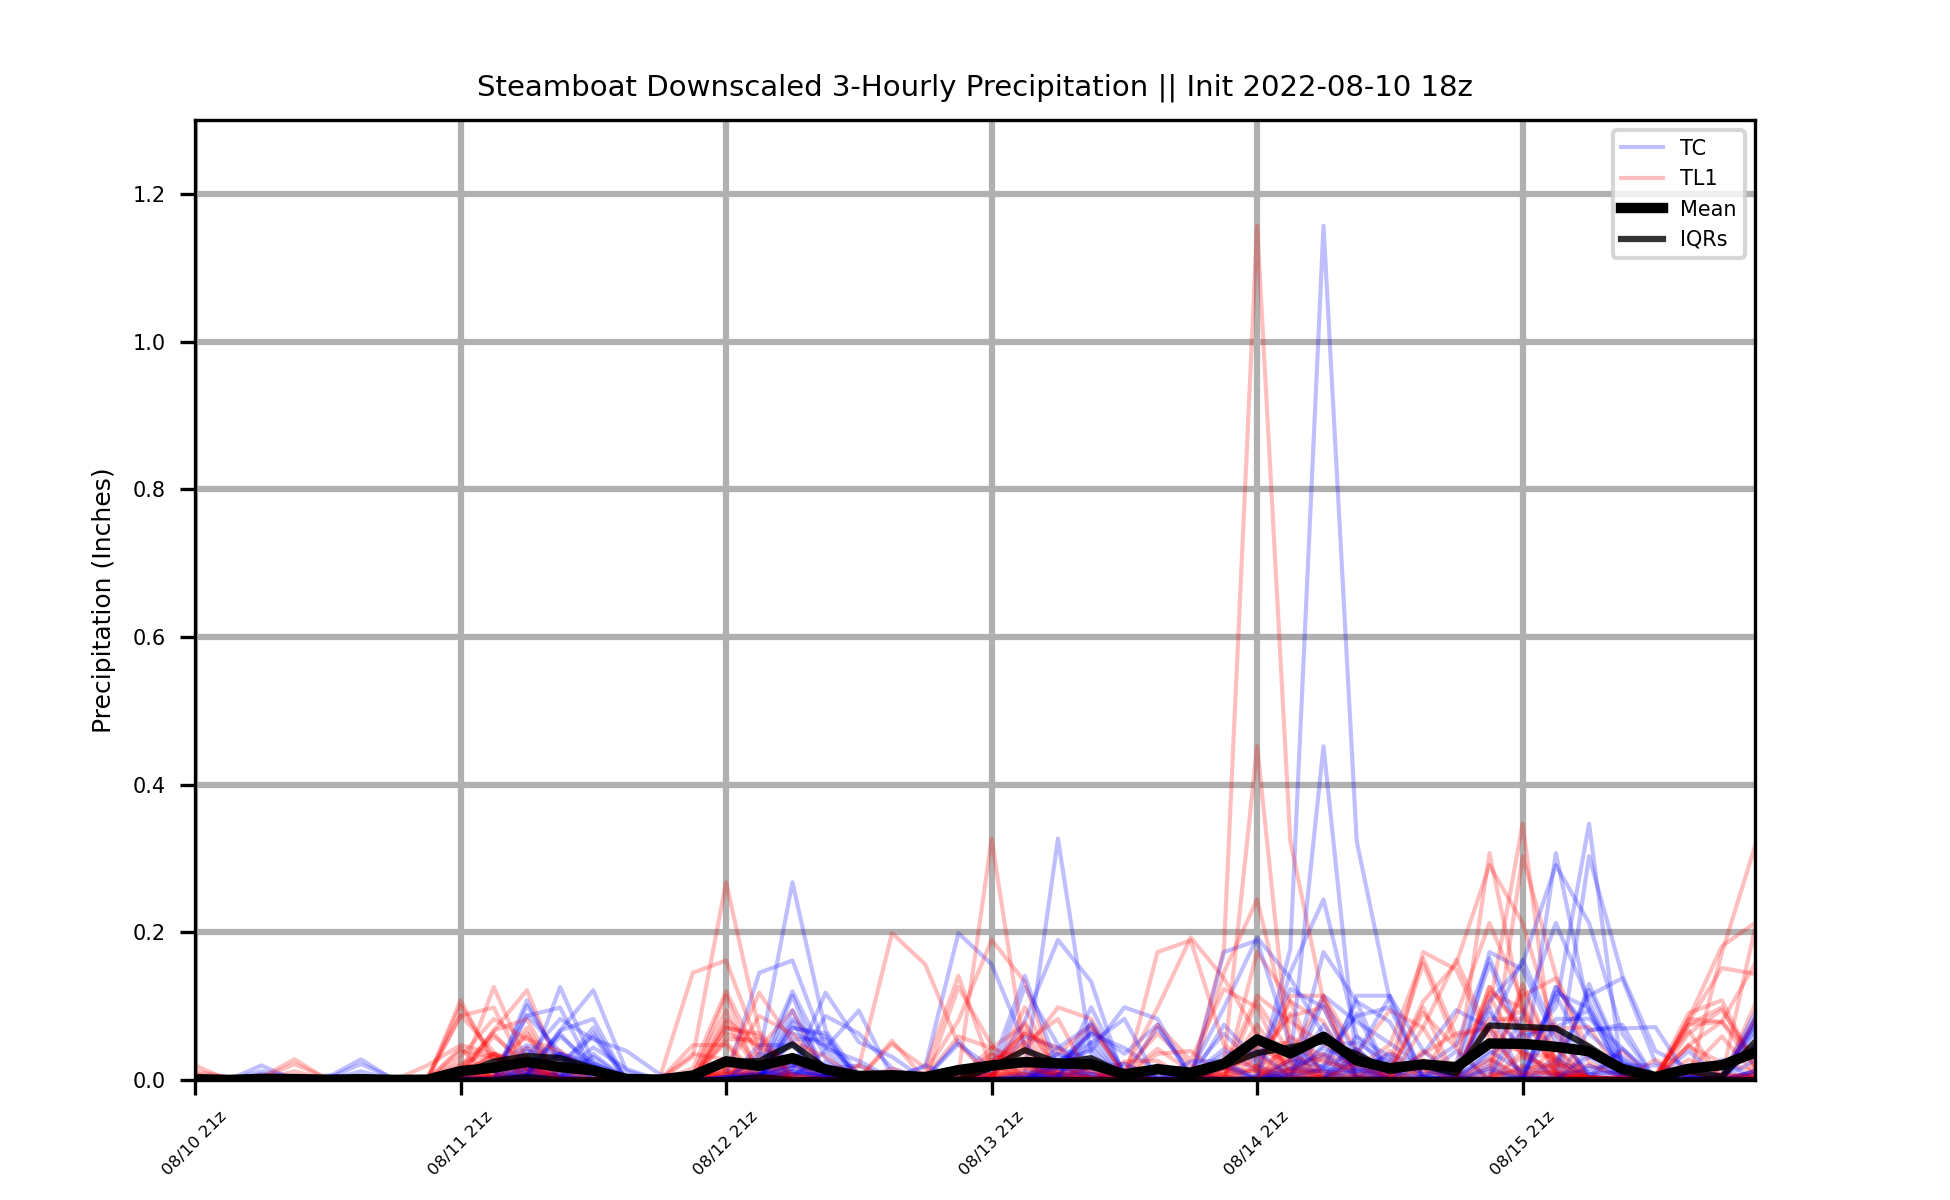 Steamboat Downscaled 3-Hourly Precipitation || Init 2022-08-10 18z
TC
TL1
Mean
IQRs
Precipitation (Inches)
1.2
1.0
0.8
0.6
0.4
0.2
0.0
08/10 21z
08/11 21z
08/12 21z
08/13 21z
08/14 21z
08/15 21z